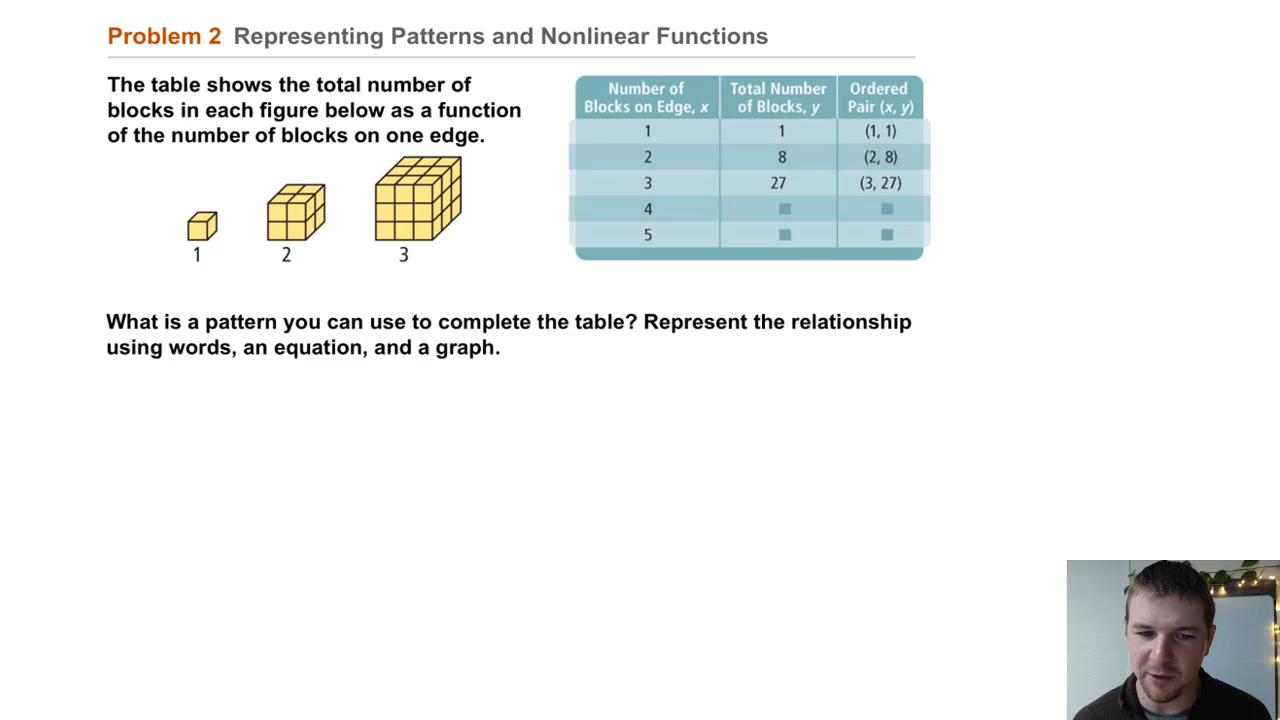 Problem 2 Representing Patterns and Nonlinear Functions
The table shows the total number of
blocks in each figure below as a function
of the number of blocks on one edge.
1 2 3
Number of Blocks on Edge, x Total Number of Blocks, y Ordered Pair (x, y)
1 1 (1, 1)
2 8 (2, 8)
3 27 (3, 27)
4
5
What is a pattern you can use to complete the table? Represent the relationship
using words, an equation, and a graph.